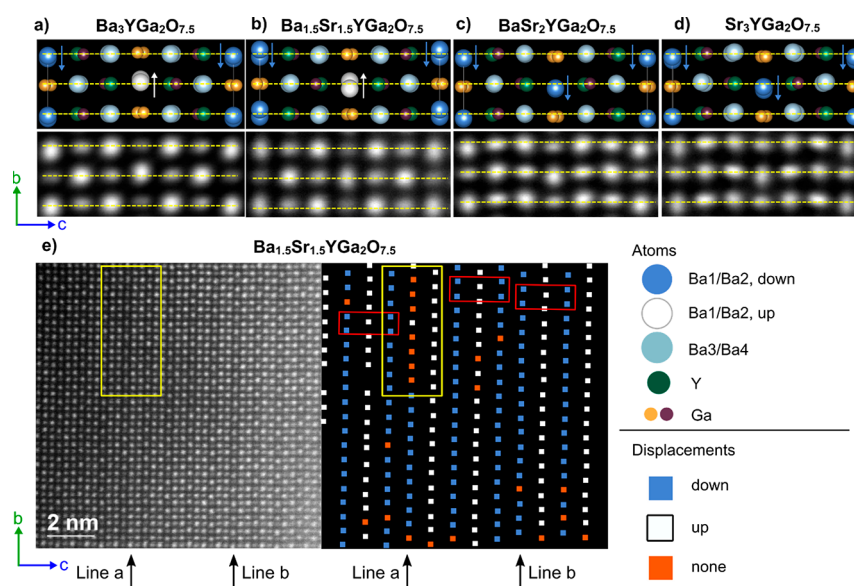 a) Ba3YGa2O7.5
b) Ba1.5Sr1.5YGa2O7.5
c) BaSr2YGa2O7.5
d) Sr3YGa2O7.5
b
c
e) Ba1.5Sr1.5YGa2O7.5
2 nm
b
c
Line a
Line b
Line a
Line b
Atoms
Ba1/Ba2, down
Ba1/Ba2, up
Ba3/Ba4
Y
Ga
Displacements
down
up
none